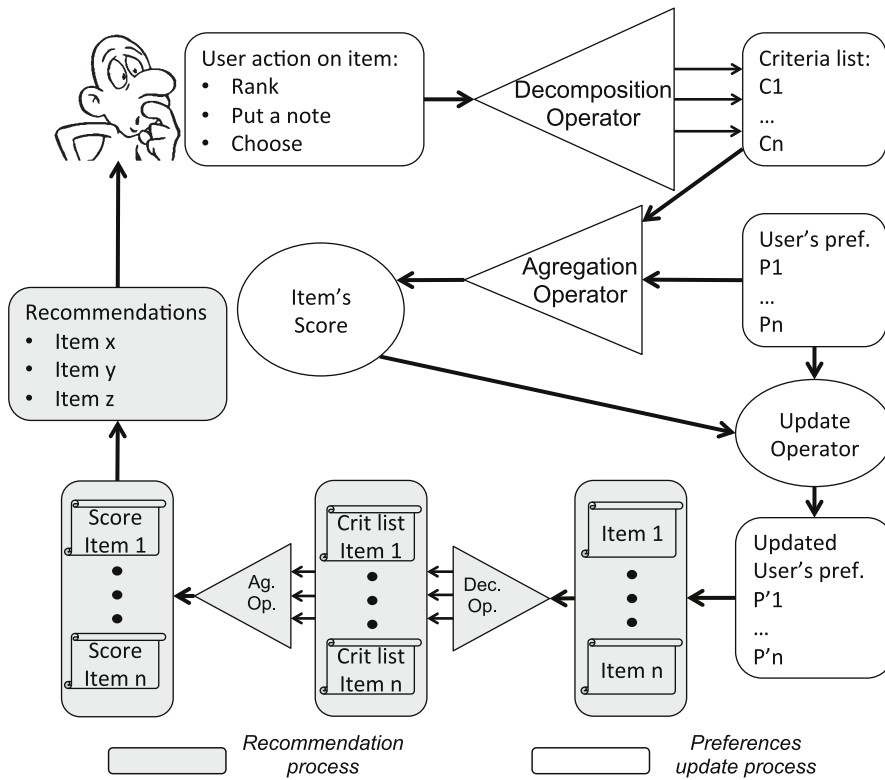 User action on item:
• Rank
• Put a note
• Choose
Decomposition
Operator
Criteria list:
C1
...
Cn
User's pref.
P1
...
Pn
Agregation
Operator
Item's
Score
Recommendations
• Item x
• Item y
• Item z
Update
Operator
Updated
User's pref.
P'1
...
P'n
Item 1
Item n
Dec.
Op.
Crit list
Item 1
Crit list
Item n
Ag.
Op.
Score
Item 1
Score
Item n
Recommendation
process
Preferences
update process